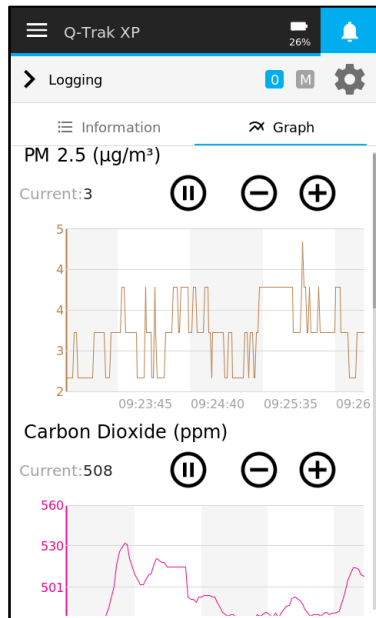 Q-Trak XP
26%
Logging
0 M
Information Graph
PM 2.5 (µg/m³)
Current:3
5
4
4
3
2
09:23:45 09:24:40 09:25:35 09:26
Carbon Dioxide (ppm)
Current:508
560
530
501